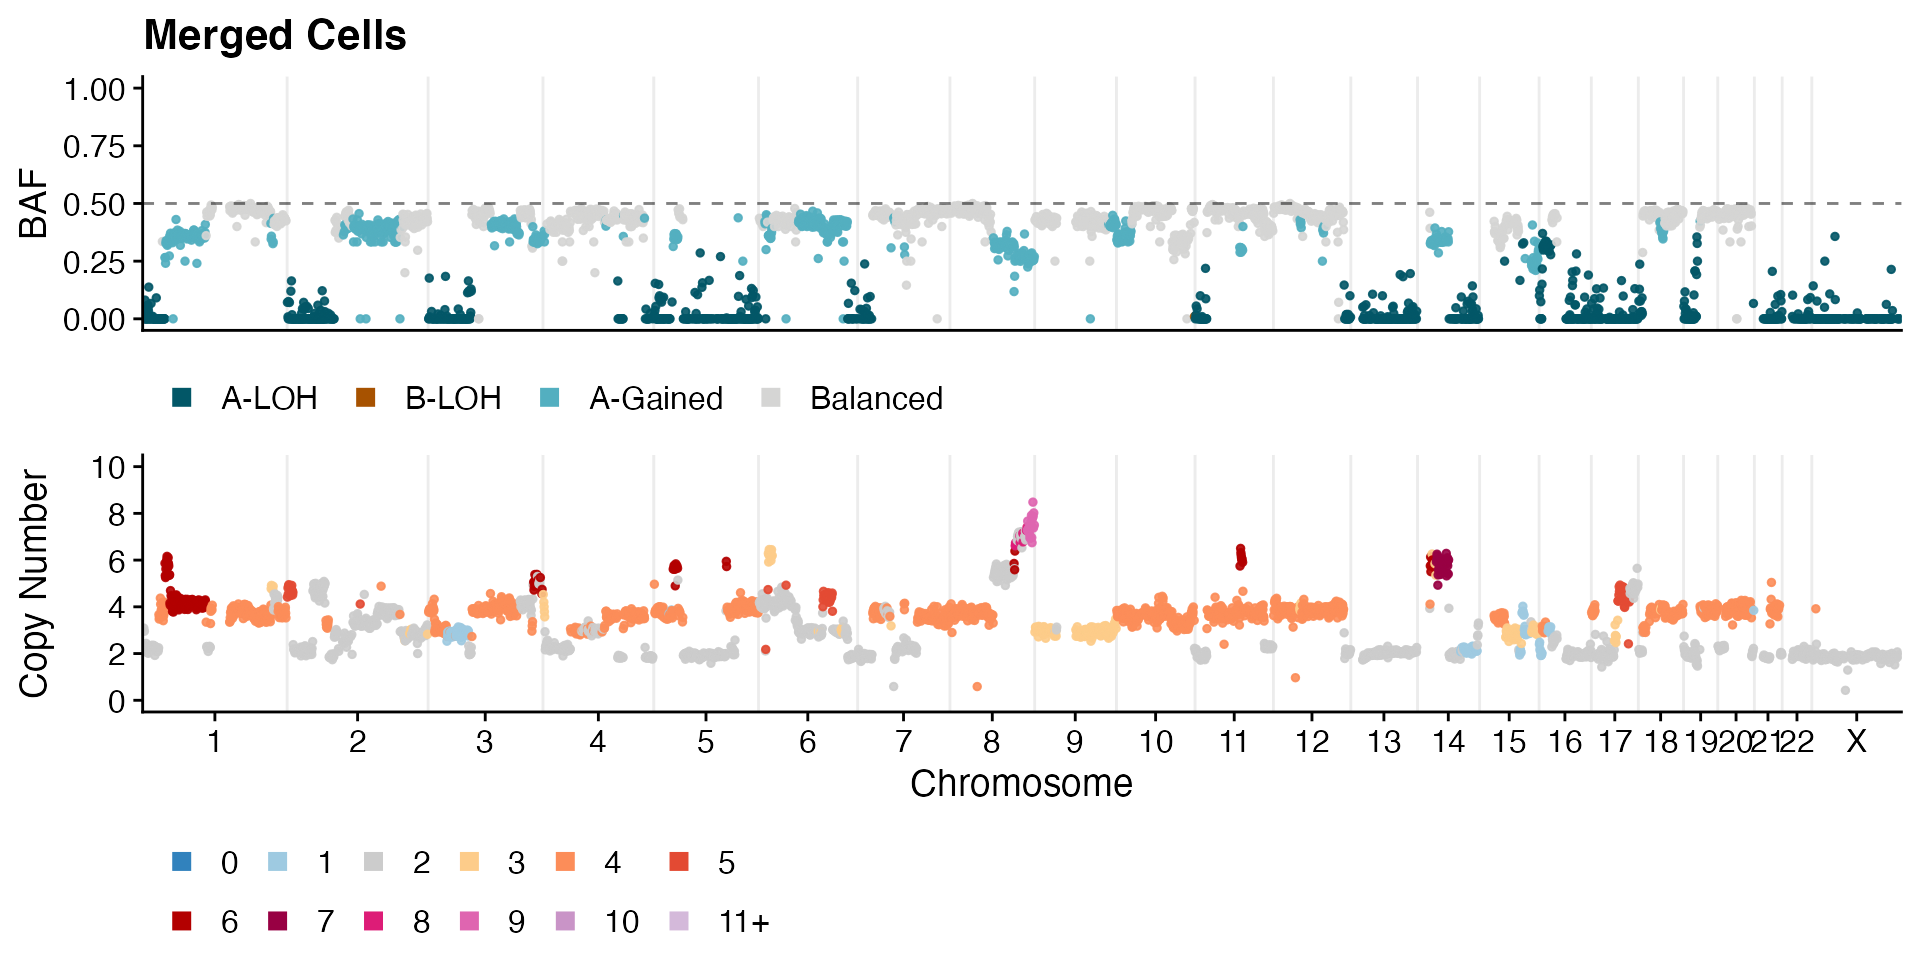 Merged Cells
1.00
0.75
0.50
0.25
0.00
BAF
A-LOH B-LOH A-Gained Balanced
10
8
6
4
2
0
Copy Number
1 2 3 4 5 6 7 8 9 10 11 12 13 14 15 16 17 18 19 20 21 22 X
Chromosome
0 1 2 3 4 5
6 7 8 9 10 11+